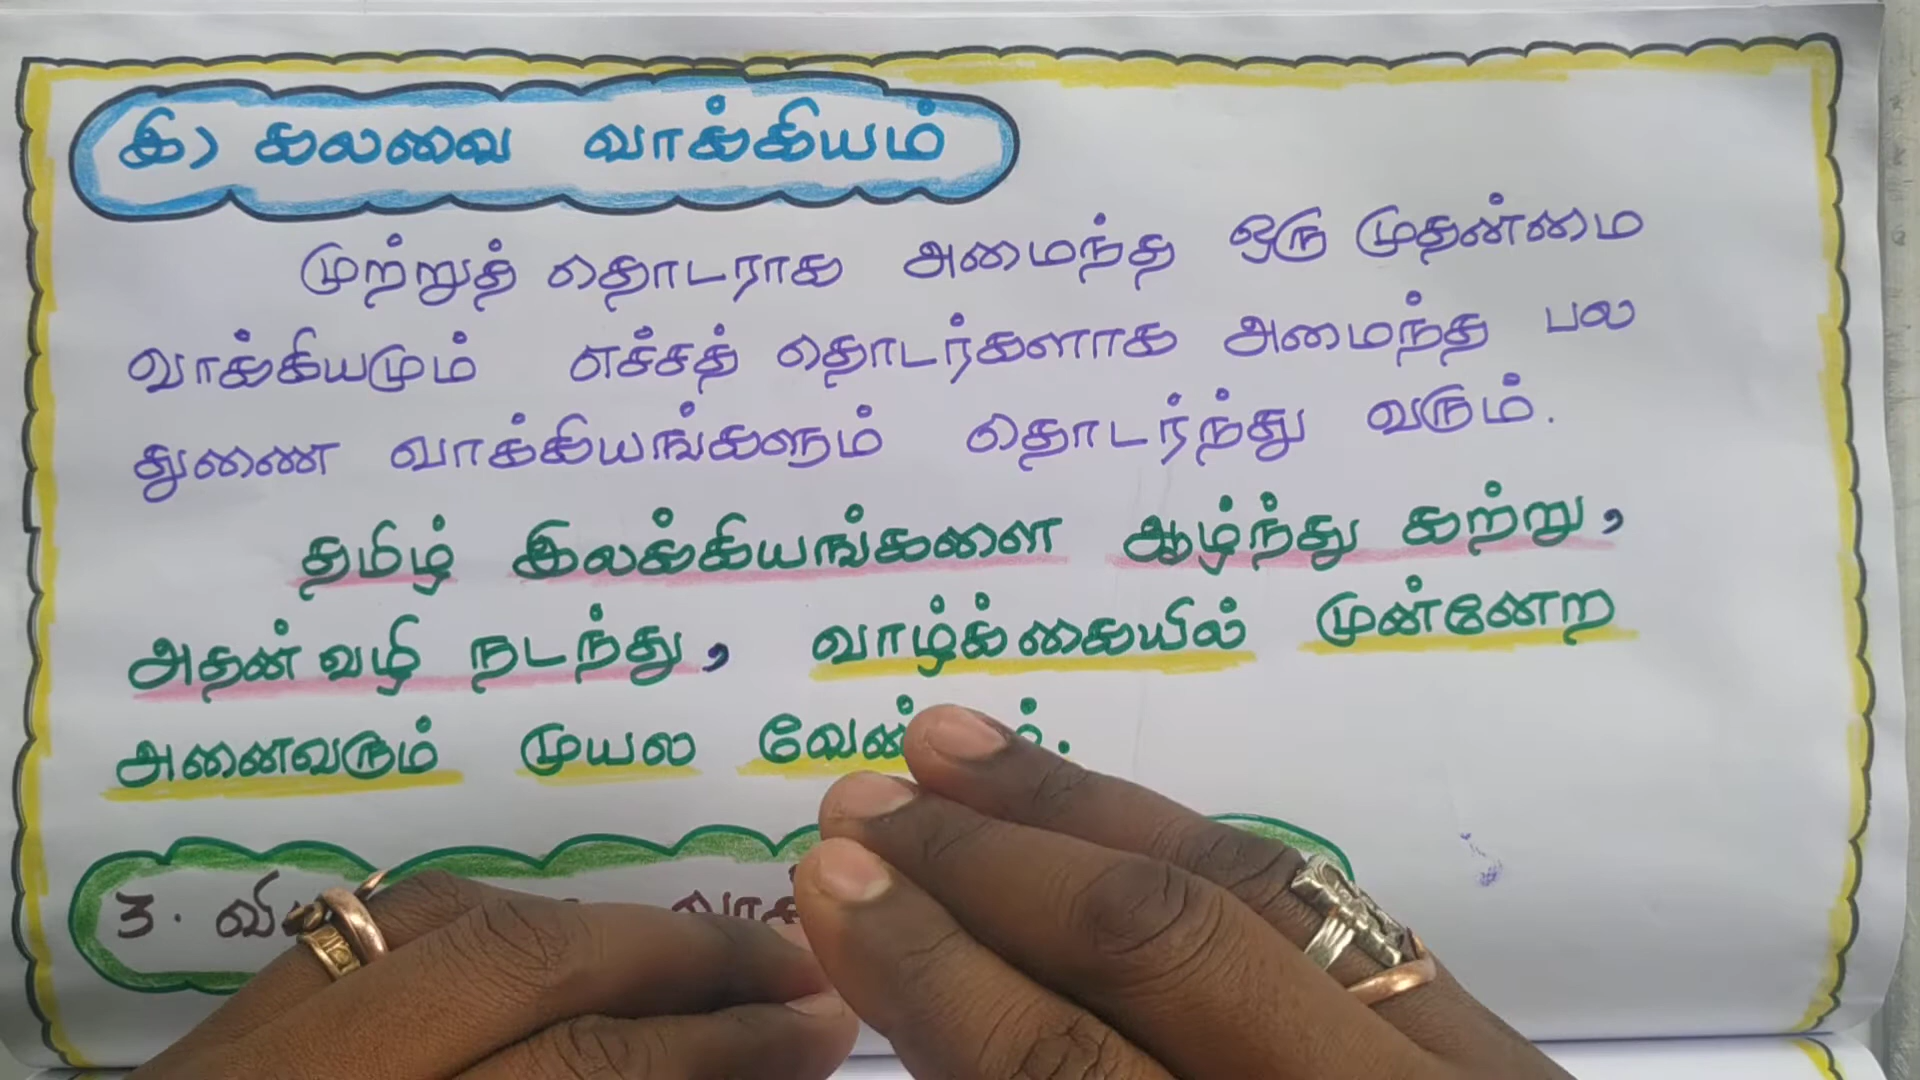 இ) கலவை வாக்கியம்
முற்றுத் தொடராக அமைந்த ஒரு முதன்மை
வாக்கியமும் எச்சத் தொடர்களாக அமைந்த பல
துணை வாக்கியங்களும் தொடர்ந்து வரும்.
தமிழ் இலக்கியங்களை ஆழ்ந்து கற்று,
அதன்வழி நடந்து, வாழ்க்கையில் முன்னேற
அனைவரும் முயல
3.